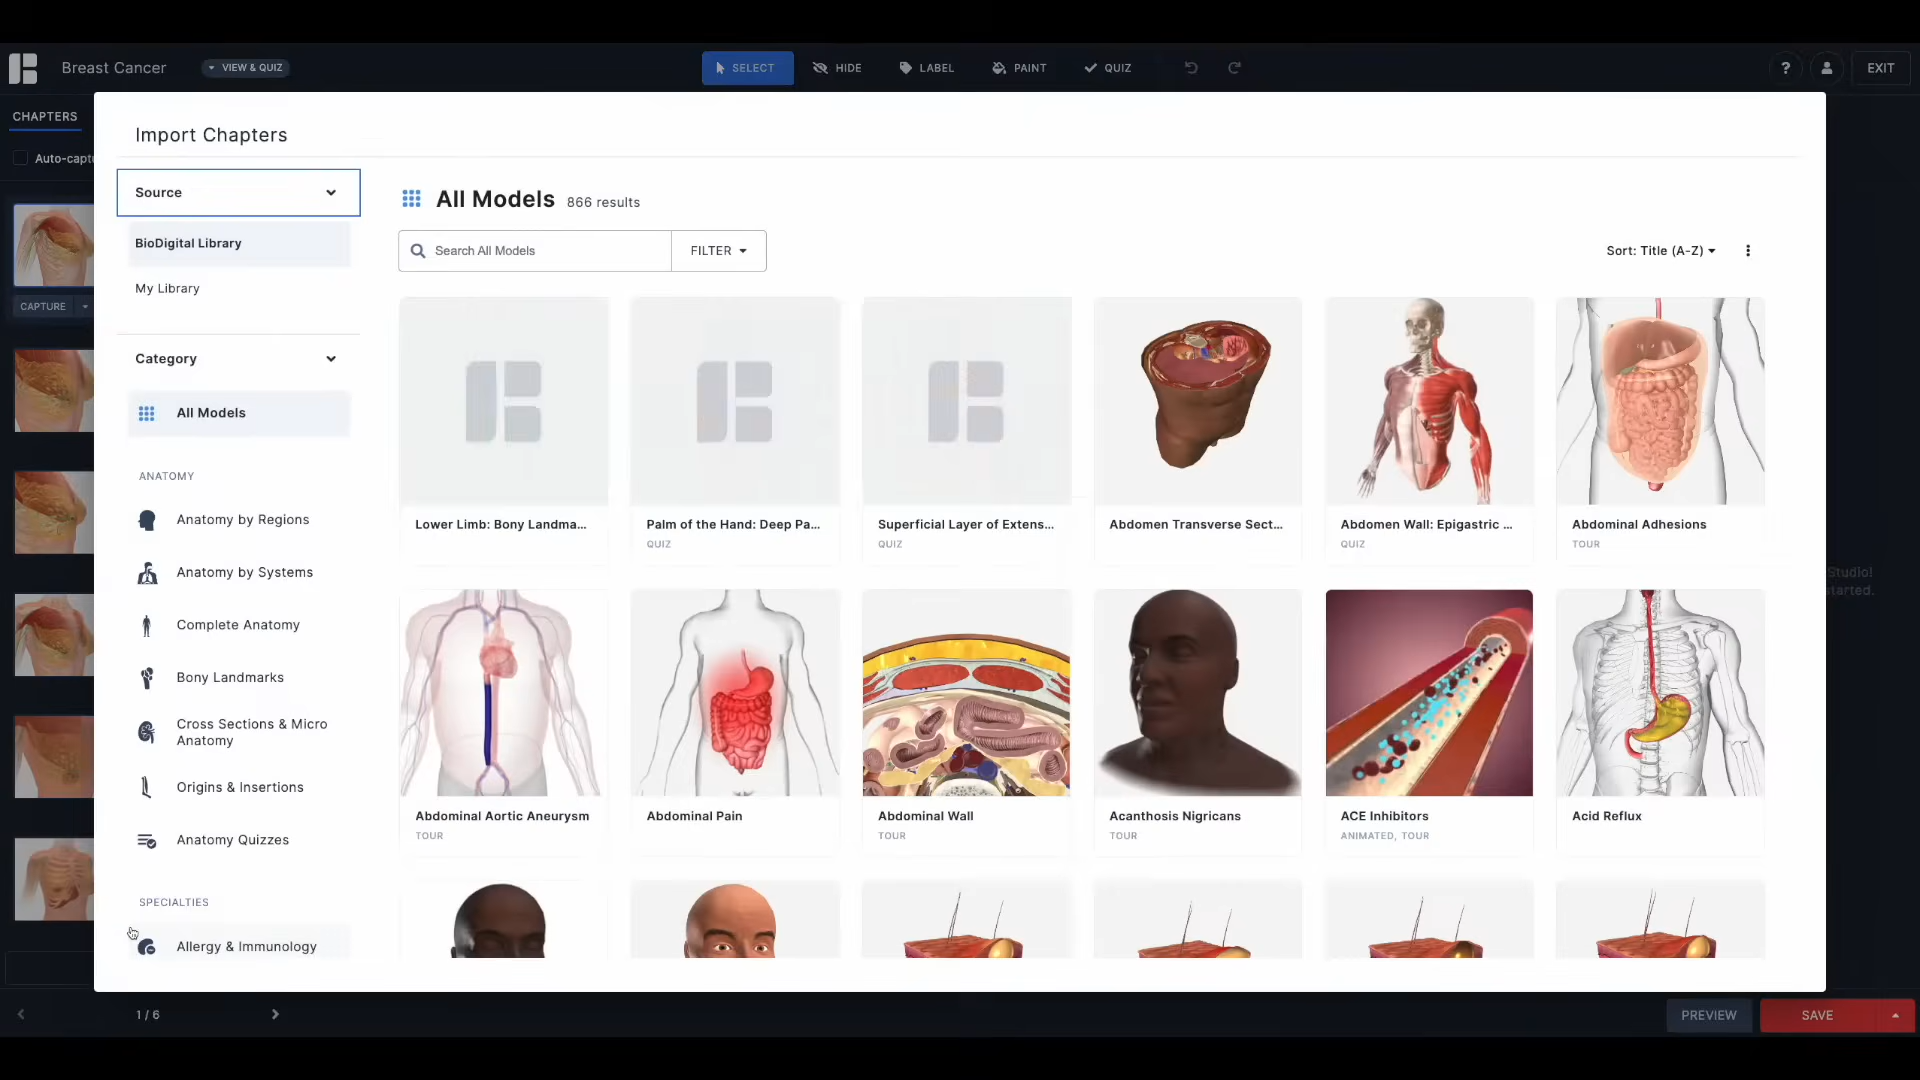 Breast Cancer
VIEW & QUIZ
SELECT
HIDE
LABEL
PAINT
QUIZ
?
EXIT
CHAPTERS
Auto-captu
CAPTURE
Import Chapters
Source
BioDigital Library
My Library
Category
All Models
ANATOMY
Anatomy by Regions
Anatomy by Systems
Complete Anatomy
Bony Landmarks
Cross Sections & Micro
Anatomy
Origins & Insertions
Anatomy Quizzes
SPECIALTIES
Allergy & Immunology
All Models 866 results
Search All Models
FILTER
Sort: Title (A-Z)
Lower Limb: Bony Landma...
Palm of the Hand: Deep Pa...
QUIZ
Superficial Layer of Extens...
QUIZ
Abdomen Transverse Sect...
Abdomen Wall: Epigastric ...
QUIZ
Abdominal Adhesions
TOUR
Abdominal Aortic Aneurysm
TOUR
Abdominal Pain
Abdominal Wall
TOUR
Acanthosis Nigricans
TOUR
ACE Inhibitors
ANIMATED, TOUR
Acid Reflux
Studio!
started.
1 / 6
PREVIEW
SAVE